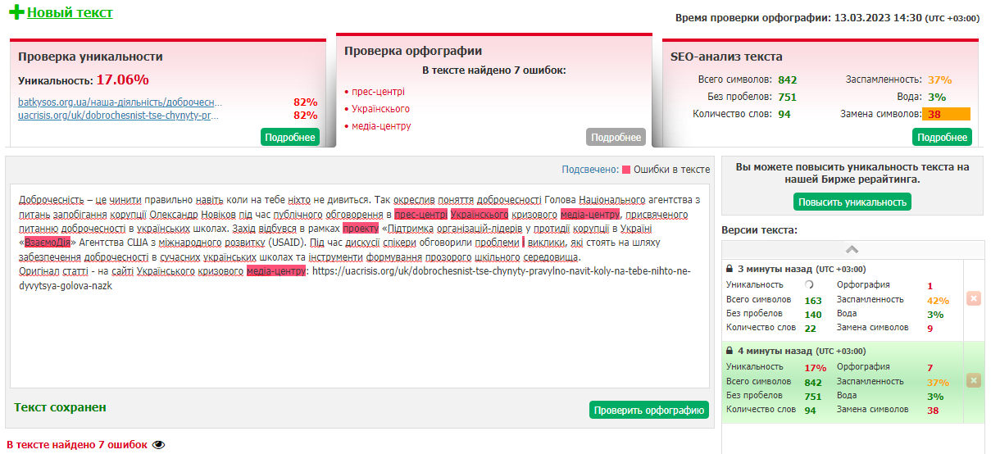 Новый текст
Время проверки орфографии: 13.03.2023 14:30 (UTC +03:00)
Проверка уникальности
Уникальность: 17.06%
batkysos.org.ua/наша-діяльність/доброчесн... 82%
uacrisis.org/uk/dobrochesnist-tse-chynyty-pr... 82%
Подробнее
Проверка орфографии
В тексте найдено 7 ошибок:
• прес-центрі
• Українскього
• медіа-центру
Подробнее
SEO-анализ текста
Всего символов: 842 Заспамленность: 37%
Без пробелов: 751 Вода: 3%
Количество слов: 94 Замена символов: 38
Подробнее
Подсвечено: Ошибки в тексте
Доброчесність – це чинити правильно навіть коли на тебе ніхто не дивиться. Так окреслив поняття доброчесності Голова Національного агентства з
питань запобігання корупції Олександр Новіков під час публічного обговорення в прес-центрі Українскього кризового медіа-центру, присвяченого
питанню доброчесності в українських школах. Захід відбувся в рамках проекту «Підтримка організацій-лідерів у протидії корупції в Україні
«ВзаємоДія» Агентства США з міжнародного розвитку (USAID). Під час дискусії спікери обговорили проблеми і виклики, які стоять на шляху
забезпечення доброчесності в сучасних українських школах та інструменти формування прозорого шкільного середовища.
Оригінал статті - на сайті Українського кризового медіа-центру: https://uacrisis.org/uk/dobrochesnist-tse-chynyty-pravylno-navit-koly-na-tebe-nihto-ne-
dyvytsya-golova-nazk
Текст сохранен
Проверить орфографию
В тексте найдено 7 ошибок
Вы можете повысить уникальность текста на
нашей Бирже рерайтинга.
Повысить уникальность
Версии текста:
3 минуты назад (UTC +03:00)
Уникальность Орфография 1
Всего символов 163 Заспамленность 42%
Без пробелов 140 Вода 3%
Количество слов 22 Замена символов 9
4 минуты назад (UTC +03:00)
Уникальность 17% Орфография 7
Всего символов 842 Заспамленность 37%
Без пробелов 751 Вода 3%
Количество слов 94 Замена символов 38